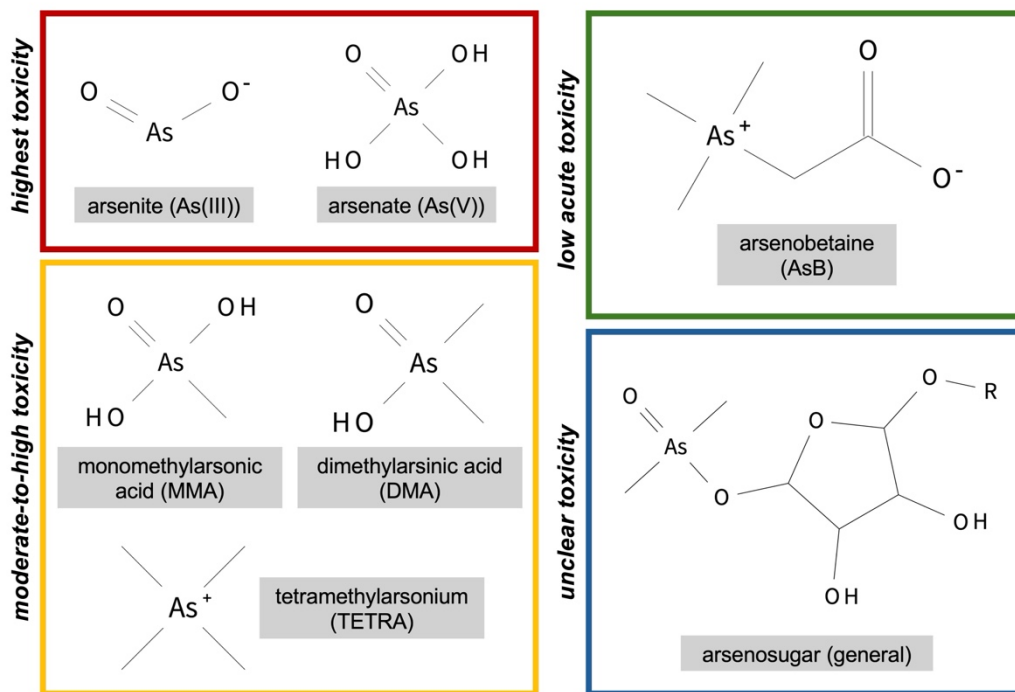 highest toxicity
O
O-
As
arsenite (As(III))
O
OH
As
HO
OH
arsenate (As(V))
moderate-to-high toxicity
O
OH
As
HO
monomethylarsonic
acid (MMA)
O
As
HO
dimethylarsinic acid
(DMA)
As+
tetramethylarsonium
(TETRA)
low acute toxicity
O
As+
O-
arsenobetaine
(AsB)
unclear toxicity
O
As
O
O
O
R
OH
OH
arsenosugar (general)